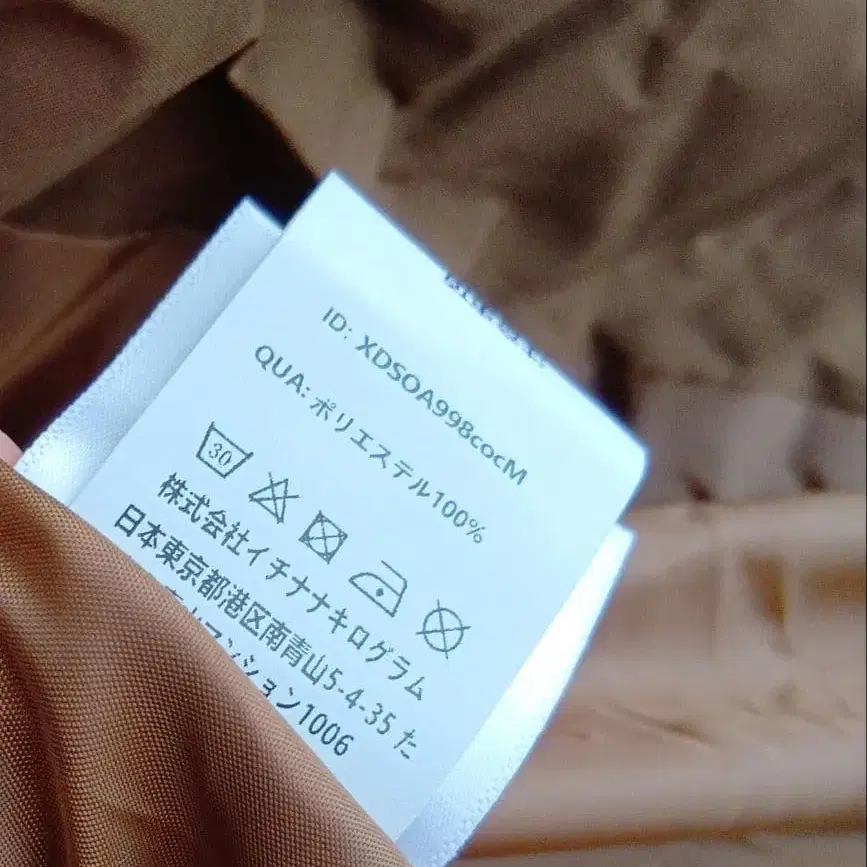 ID: XDSOA998cocM
QUA: ポリエステル100%
30
株式会社イチナナキログラム
日本東京都港区南青山5-4-35 た
マンション1006